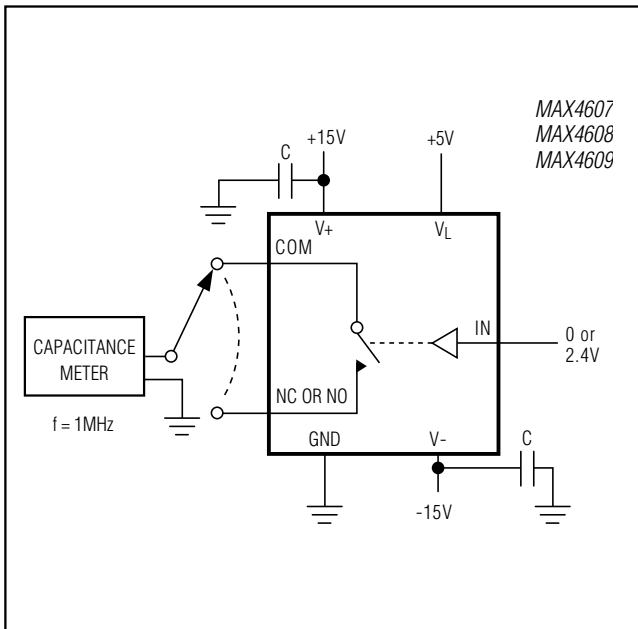 MAX4607
MAX4608
MAX4609
+15V
+5V
C
V+
VL
COM
IN
0 or
2.4V
CAPACITANCE
METER
NC OR NO
f = 1MHz
GND
V-
C
-15V